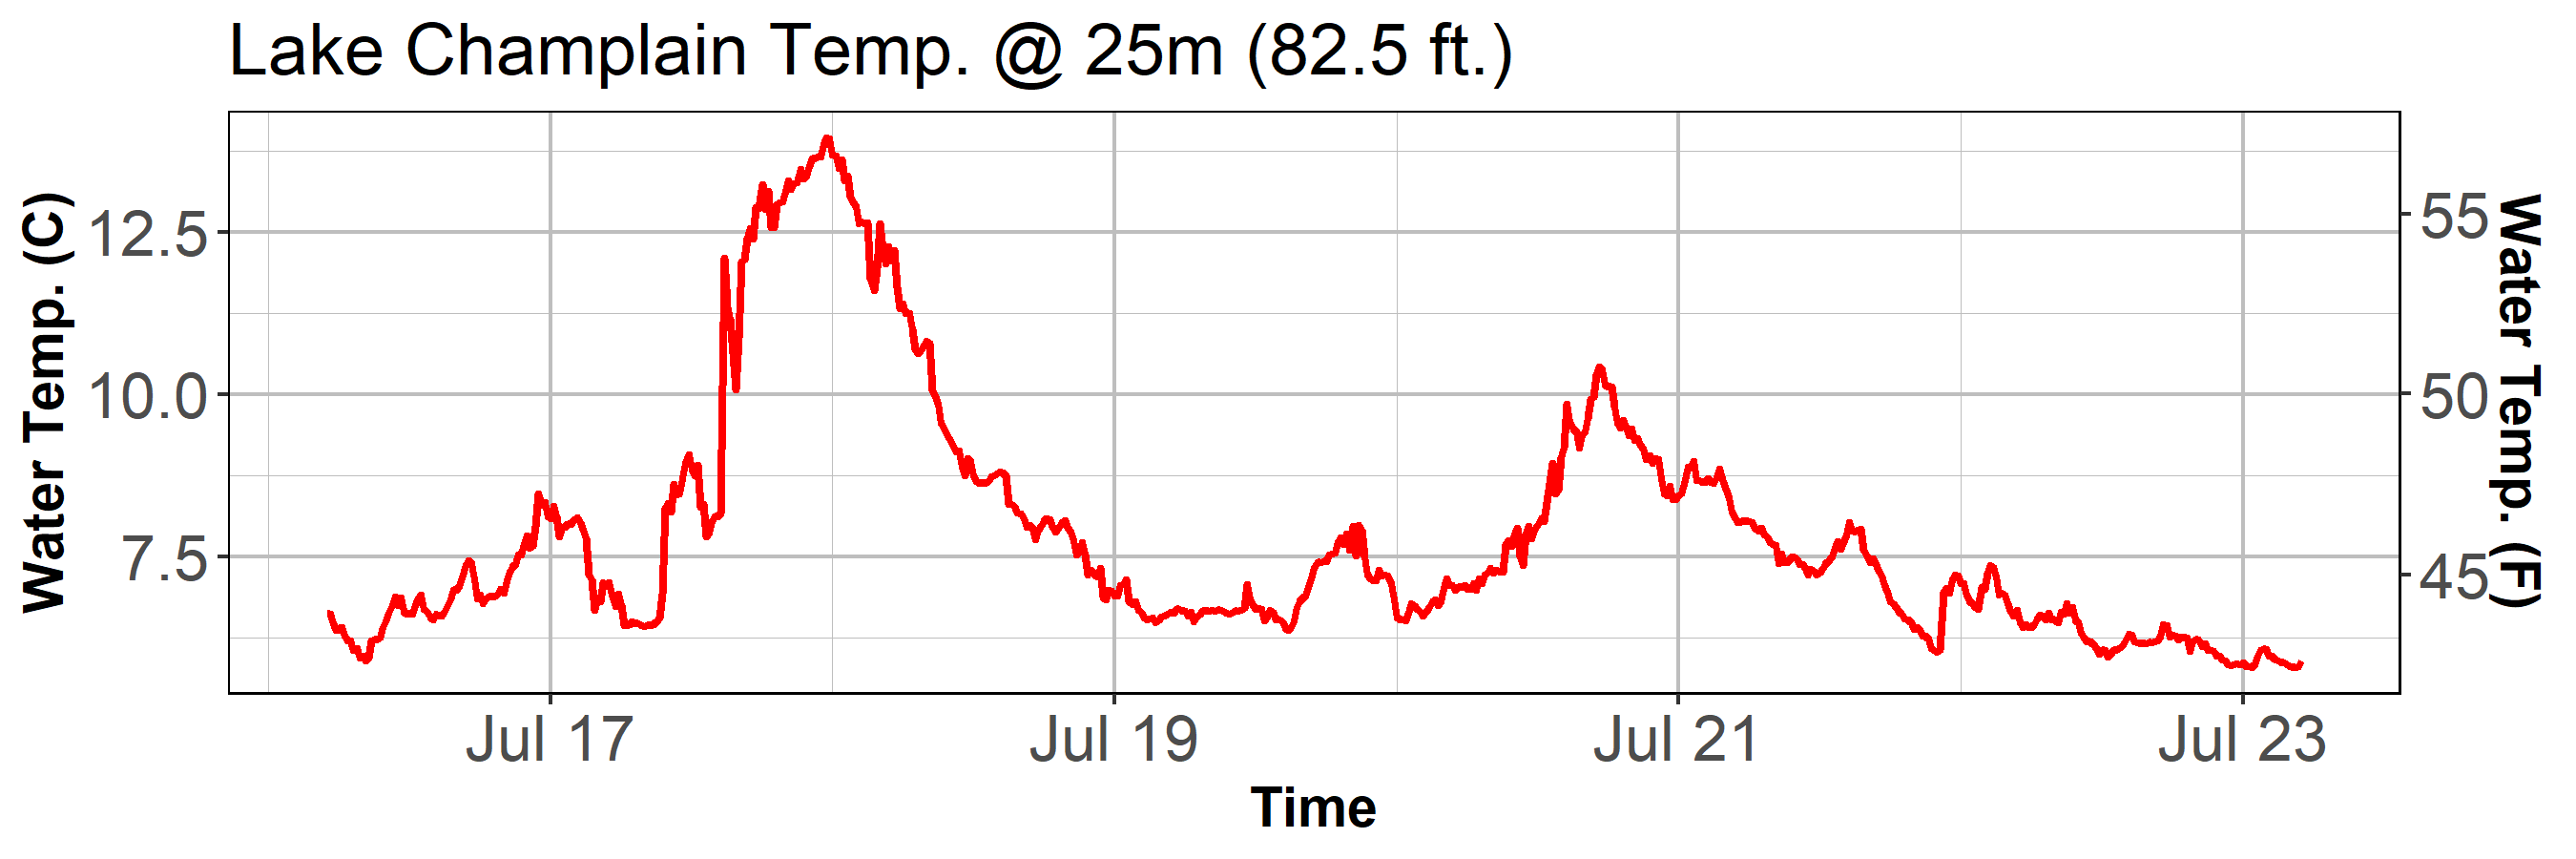 Lake Champlain Temp. @ 25m (82.5 ft.)
Water Temp. (C)
12.5
10.0
7.5
55
50
45
Water Temp. (F)
Jul 17
Jul 19
Jul 21
Jul 23
Time